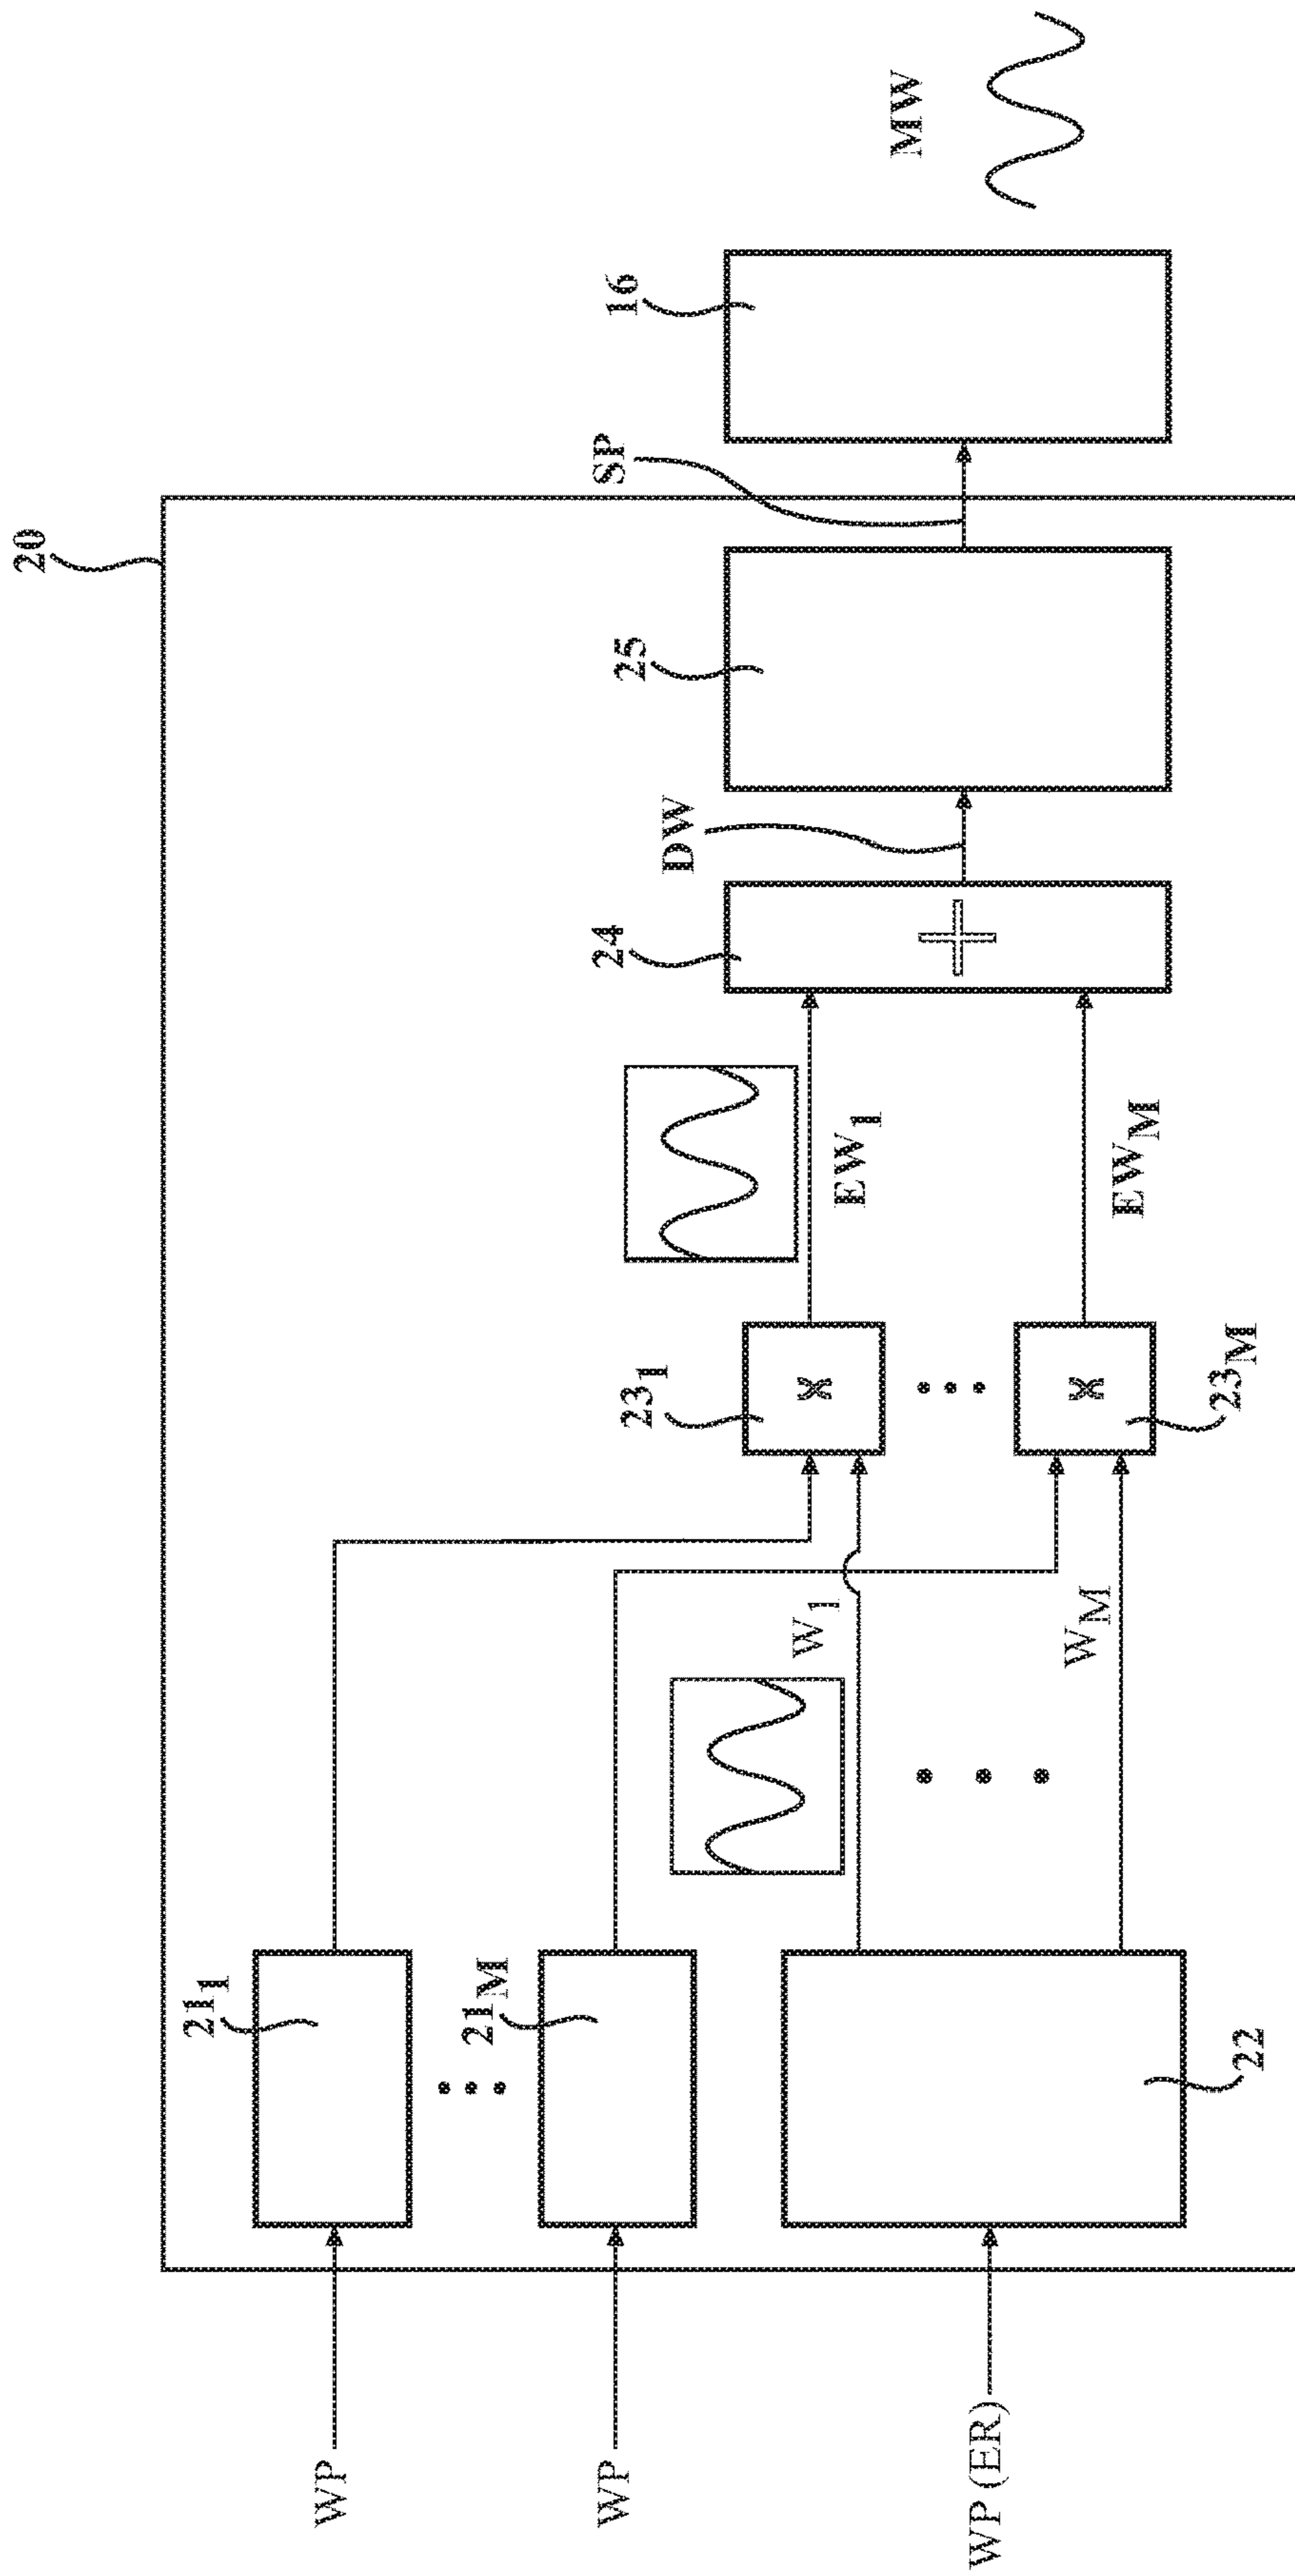 20
21₁
21ₘ
22
WP
WP
WP (ER)
W₁
Wₘ
23₁
x
23ₘ
x
EW₁
EWₘ
24
+
DW
25
SP
16
MW